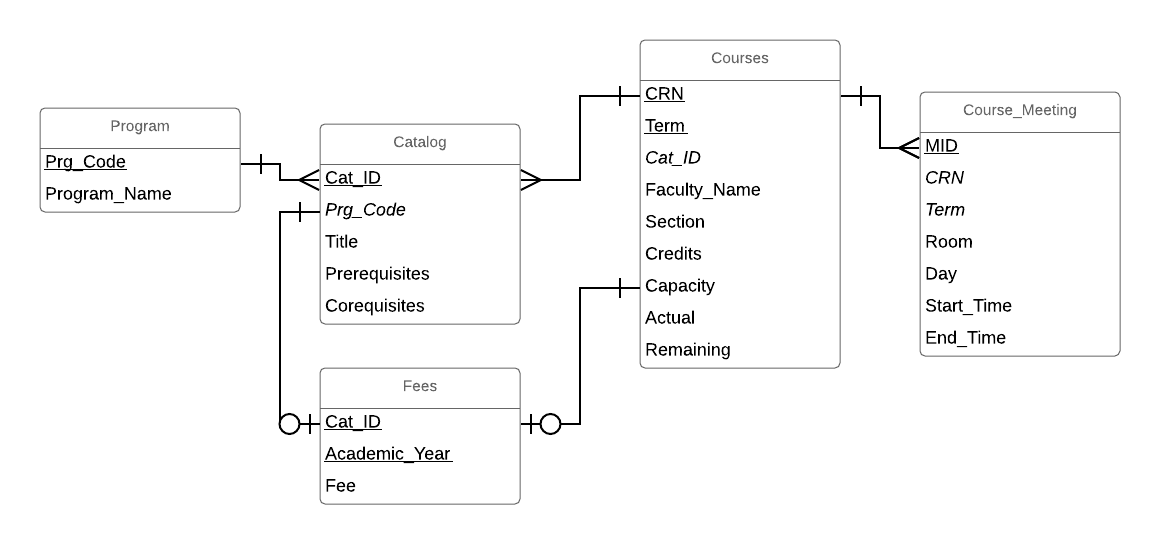 Program
Prg_Code
Program_Name
Catalog
Cat_ID
Prg_Code
Title
Prerequisites
Corequisites
Fees
Cat_ID
Academic_Year
Fee
Courses
CRN
Term
Cat_ID
Faculty_Name
Section
Credits
Capacity
Actual
Remaining
Course_Meeting
MID
CRN
Term
Room
Day
Start_Time
End_Time